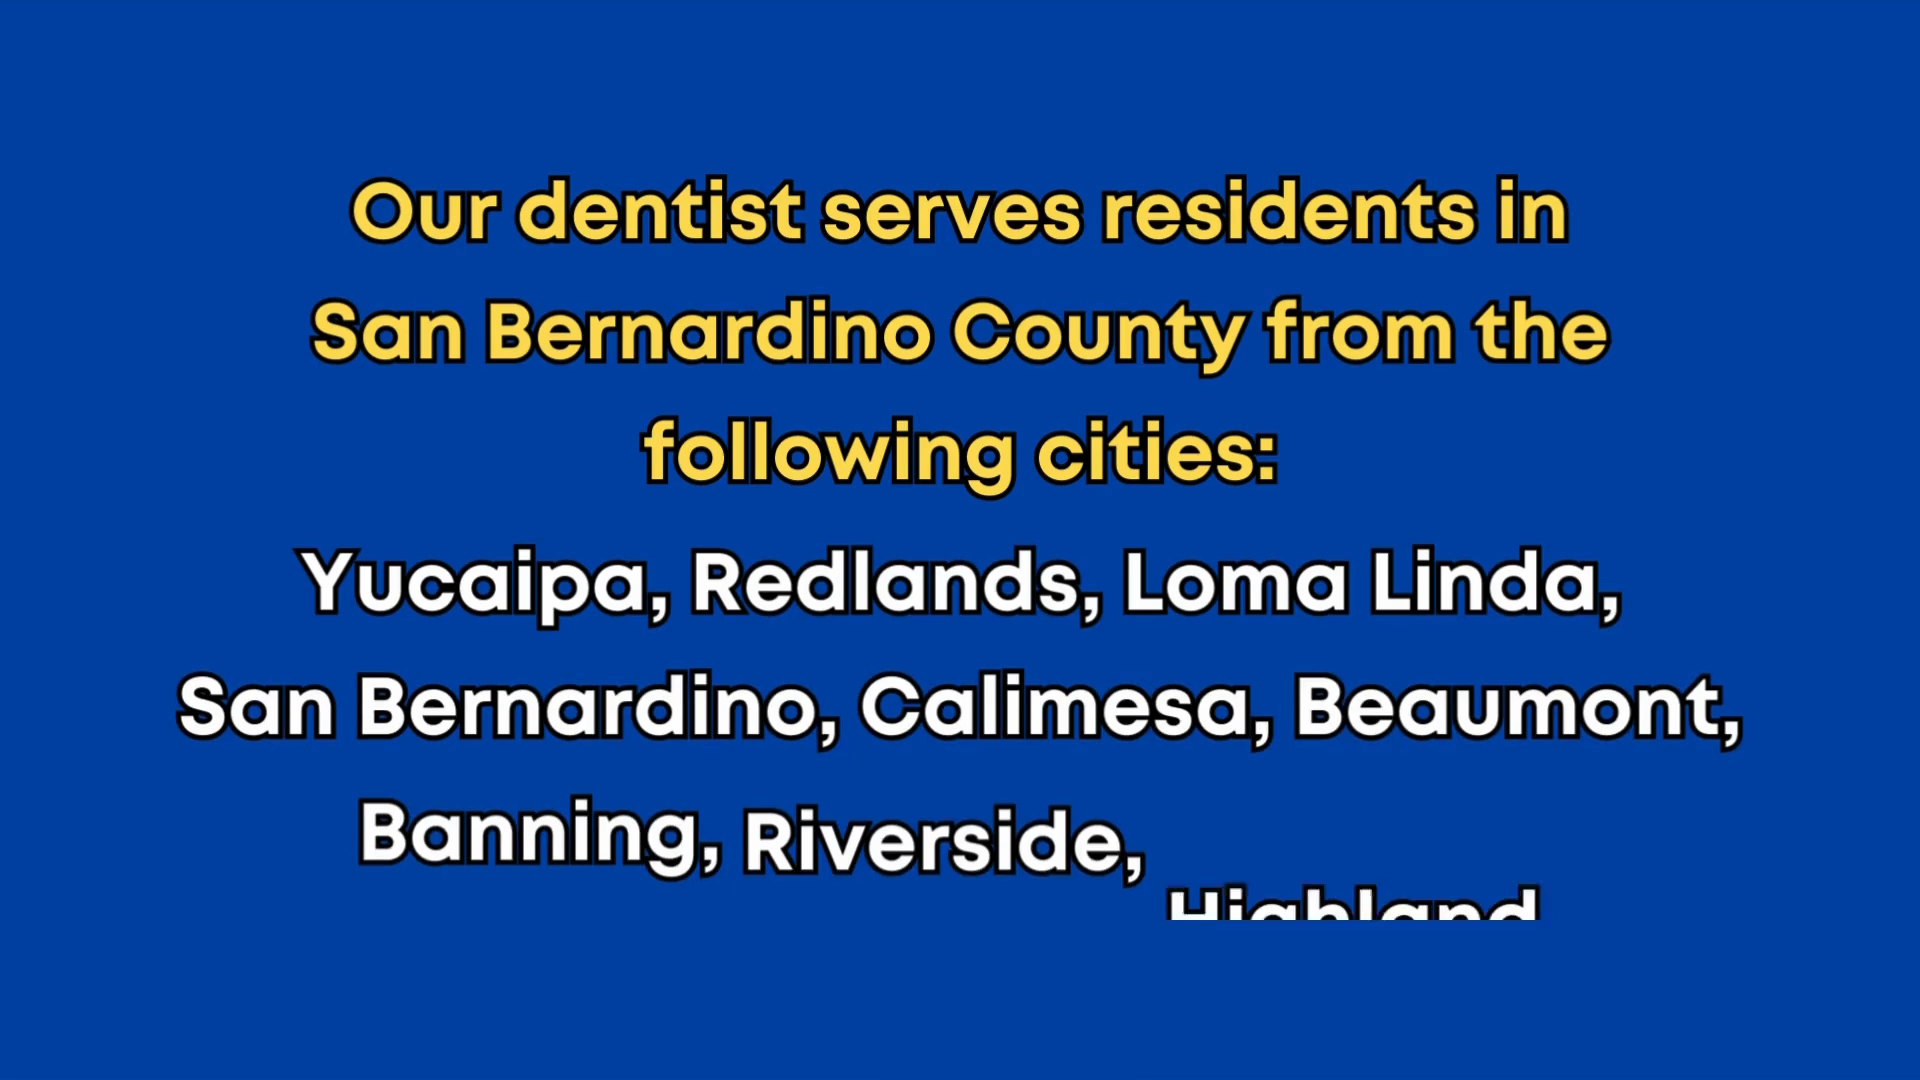 Our dentist serves residents in
San Bernardino County from the
following cities:
Yucaipa, Redlands, Loma Linda,
San Bernardino, Calimesa, Beaumont,
Banning, Riverside,
Highland